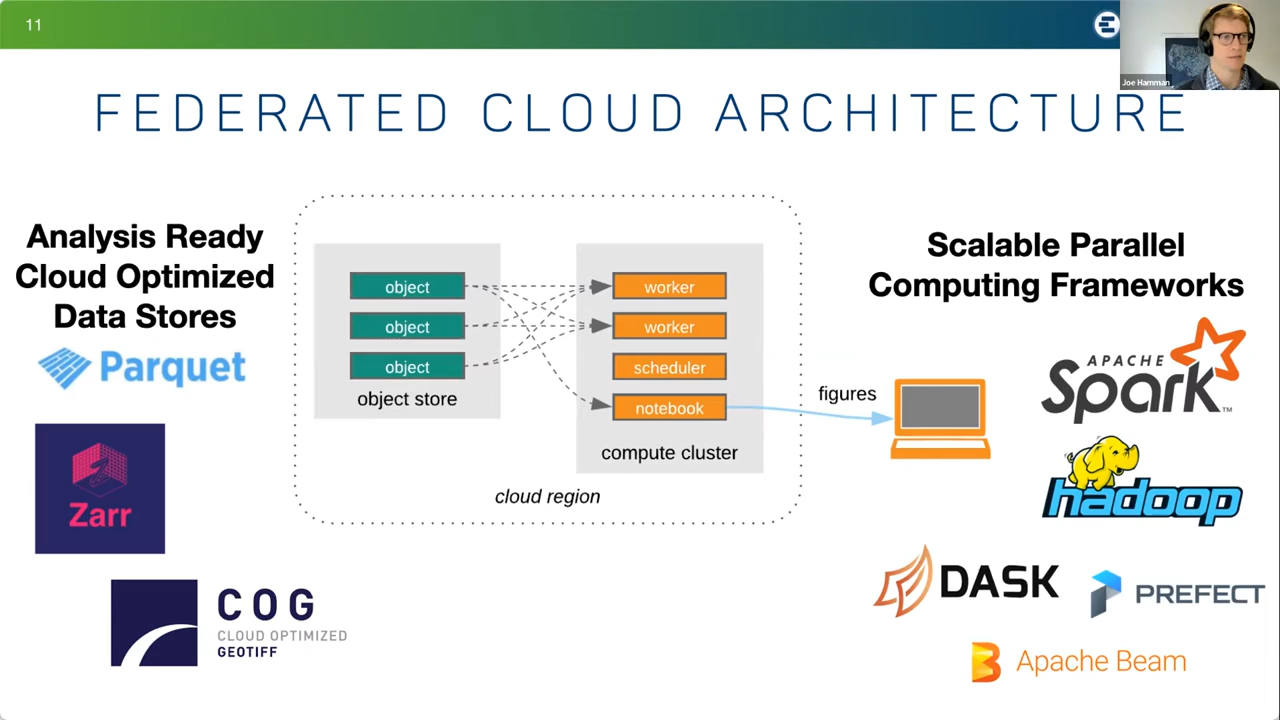 11
Joe Hamman
FEDERATED CLOUD ARCHITECTURE
Analysis Ready
Cloud Optimized
Data Stores
Parquet
Zarr
COG
CLOUD OPTIMIZED
GEOTIFF
object
object
object
object store
worker
worker
scheduler
notebook
compute cluster
cloud region
figures
Scalable Parallel
Computing Frameworks
APACHE
Spark™
hadoop
DASK
PREFECT
Apache Beam